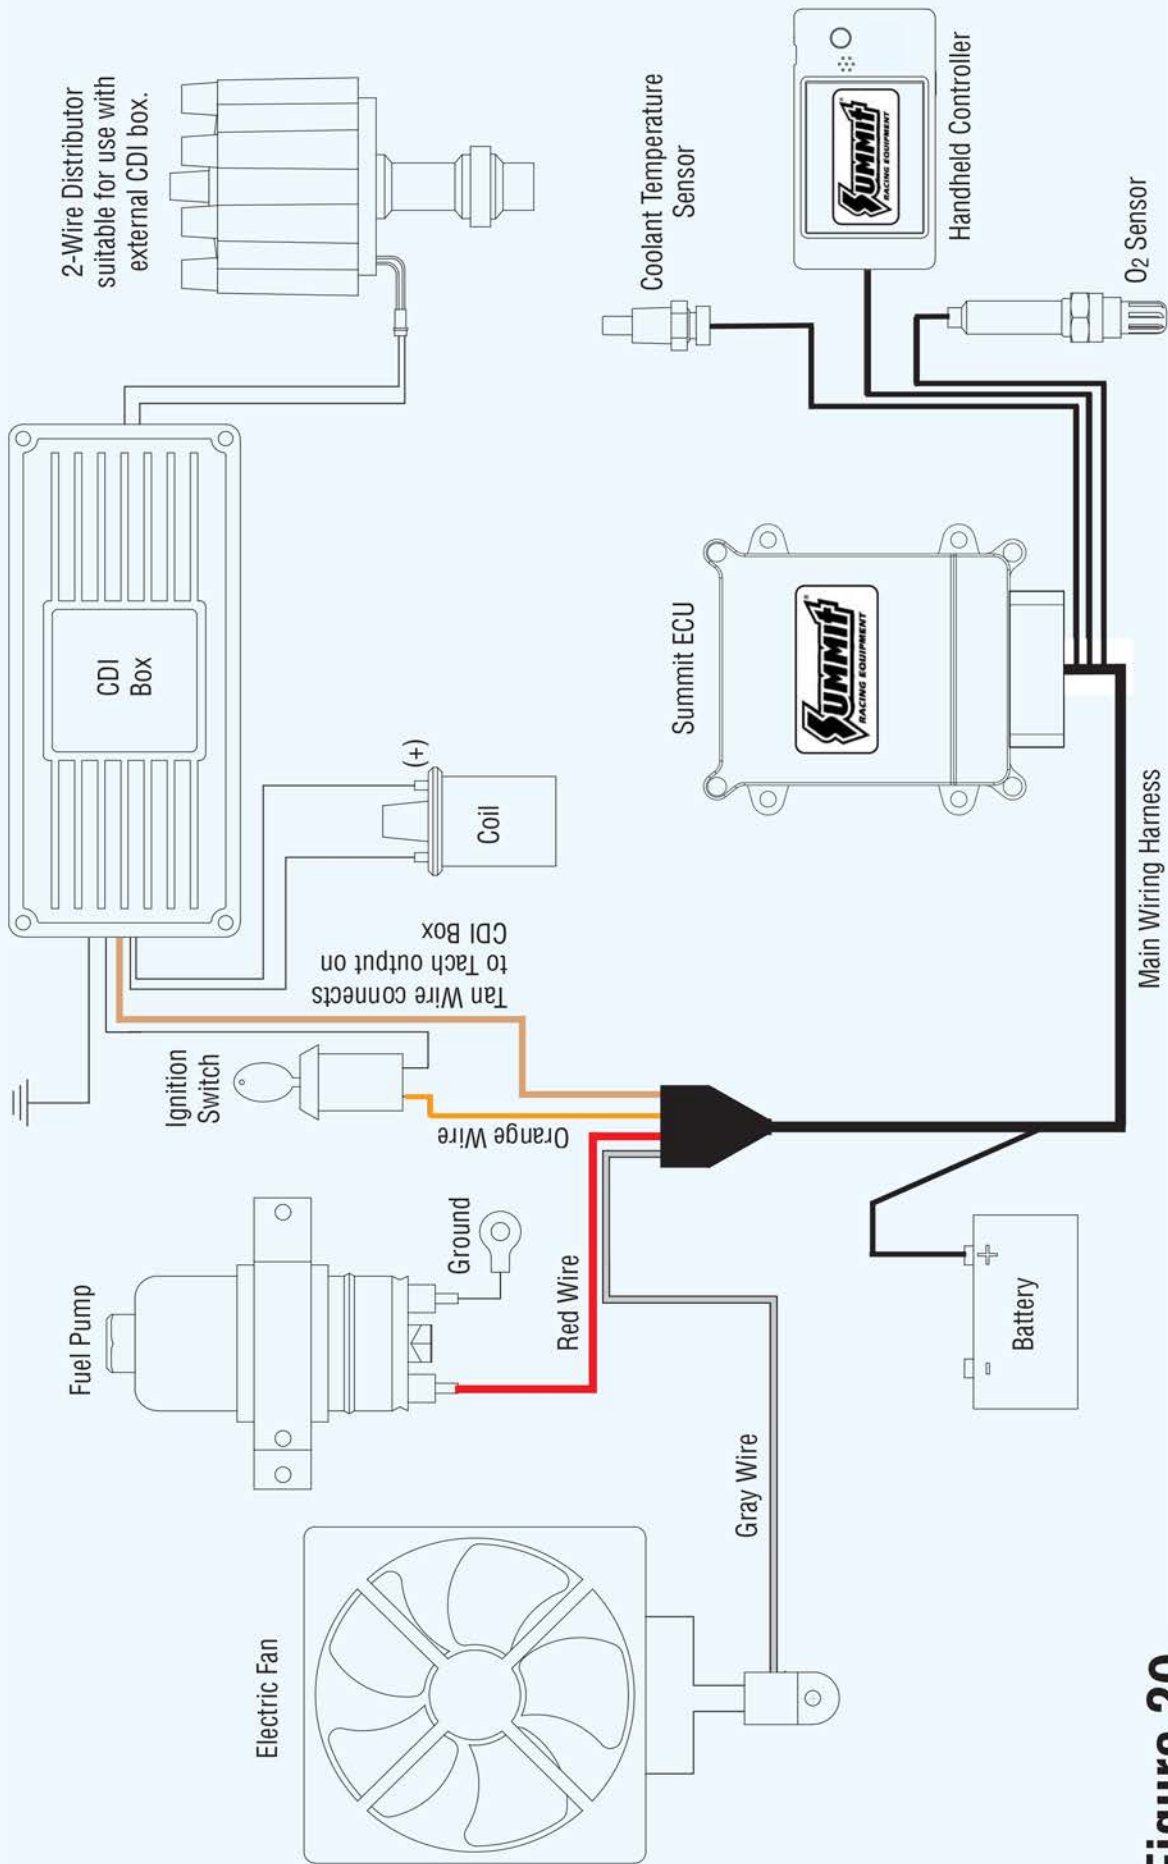 2-Wire Distributor
suitable for use with
external CDI box.
CDI
Box
(+)
Coil
Tan Wire connects
to Tach output on
CDI Box
Ignition
Switch
Orange Wire
Fuel Pump
Ground
Red Wire
Electric Fan
Gray Wire
Coolant Temperature
Sensor
SUMMIT
RACING EQUIPMENT
Handheld Controller
O2 Sensor
Summit ECU
SUMMIT®
RACING EQUIPMENT
Main Wiring Harness
+
-
Battery
Figure 20